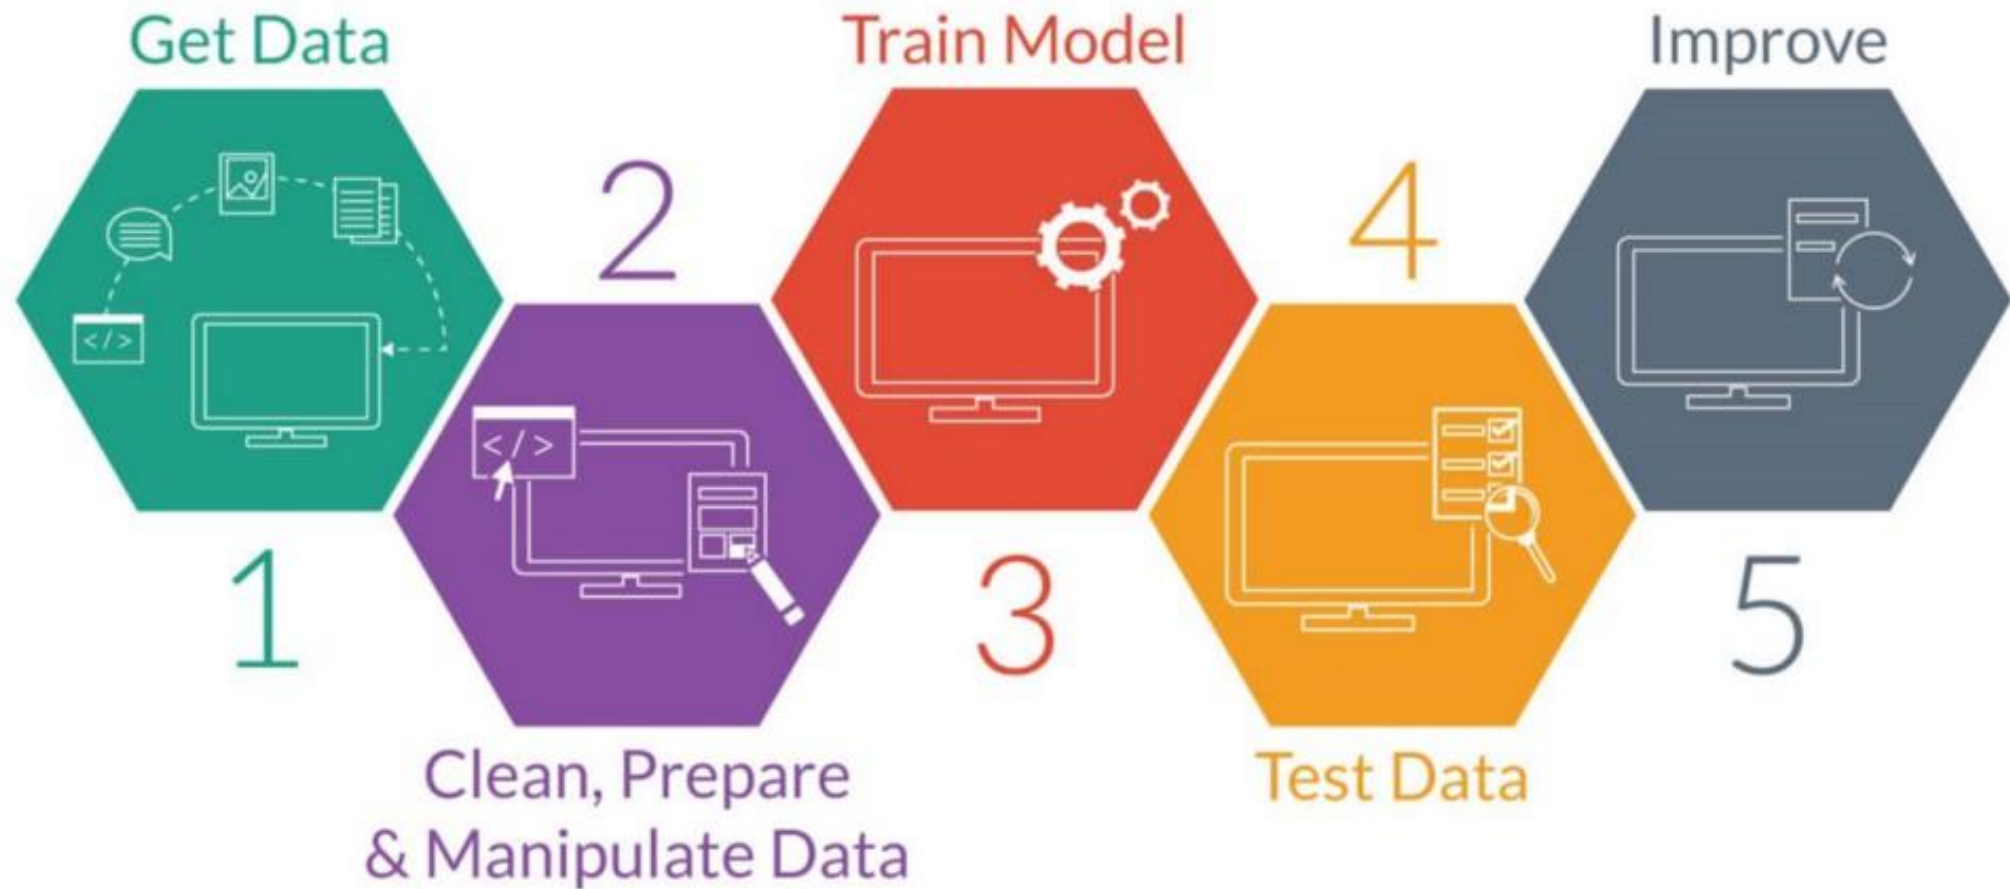 Get Data
</>
1
2
</>
Clean, Prepare
& Manipulate Data
Train Model
3
4
Test Data
Improve
5